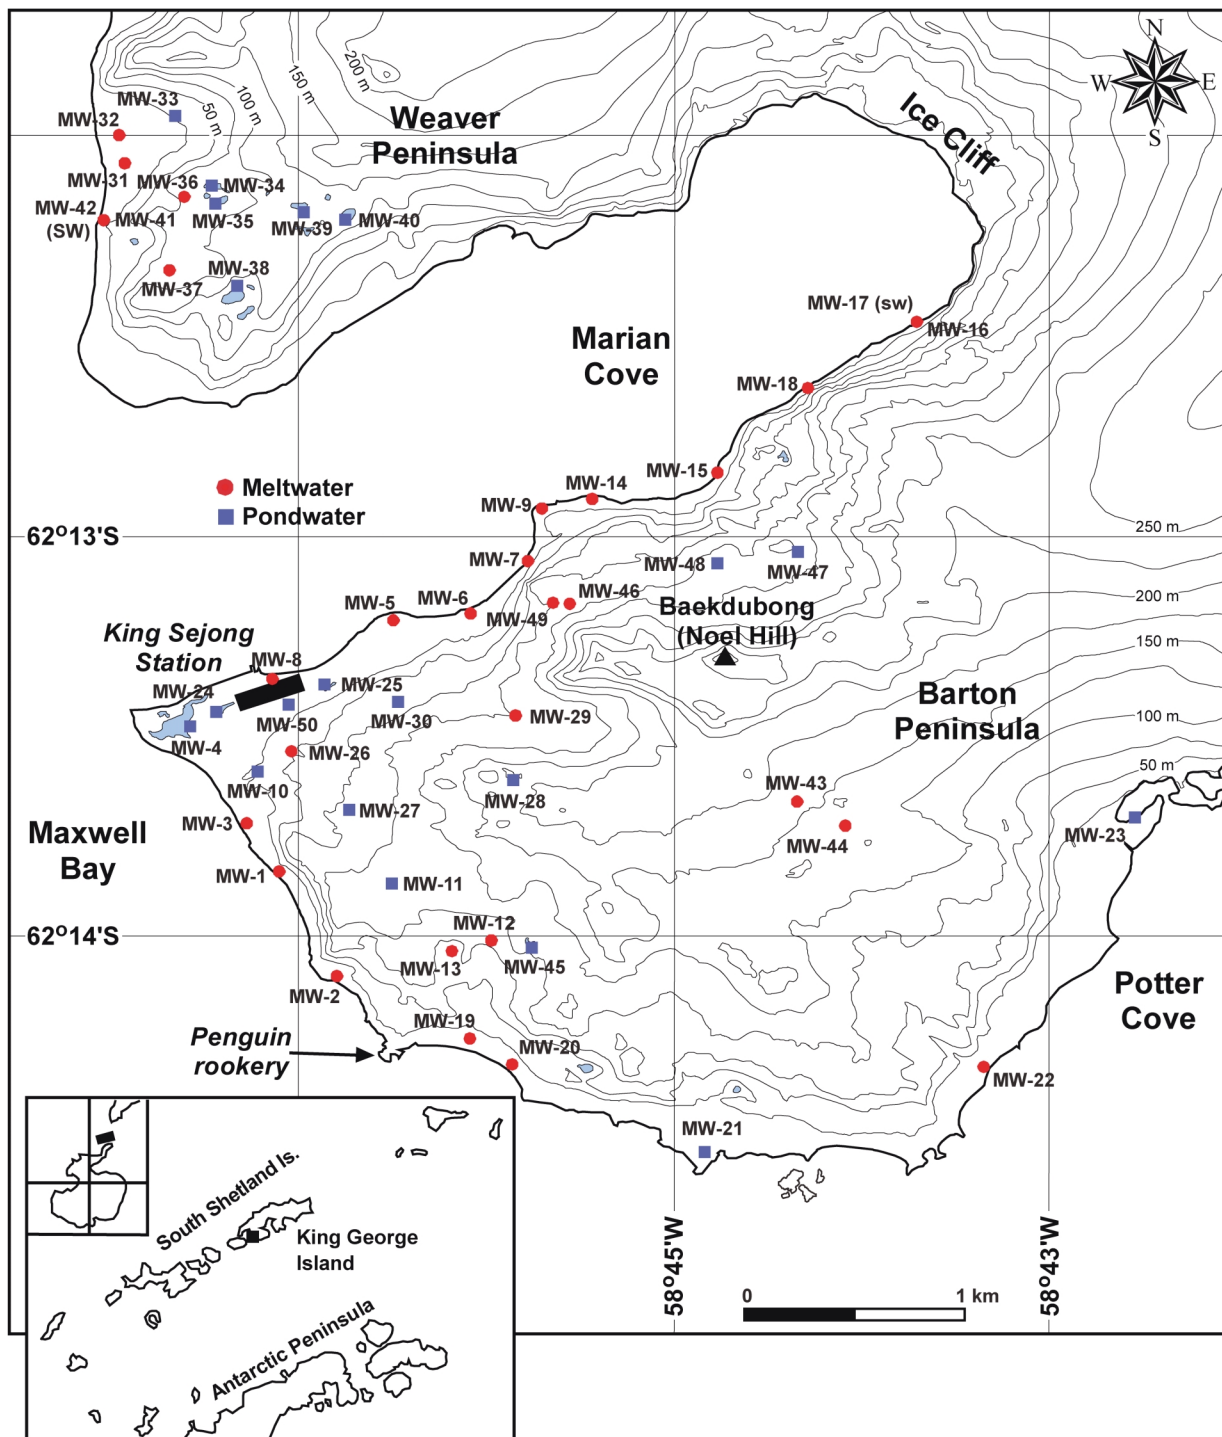 N
W
E
S
200 m
150 m
100 m
50 m
Weaver
Peninsula
Ice Cliff
MW-33
MW-32
MW-31
MW-36
MW-34
MW-42
(SW)
MW-41
MW-35
MW-39
MW-40
MW-38
MW-37
MW-17 (sw)
MW-16
Marian
Cove
MW-18
MW-15
MW-14
MW-9
Meltwater
Pondwater
62°13'S
250 m
MW-7
MW-48
MW-47
MW-46
MW-49
MW-6
MW-5
200 m
Baekdubong
(Noel Hill)
150 m
King Sejong
Station
MW-8
MW-24
MW-25
MW-50
MW-30
MW-4
MW-29
Barton
Peninsula
100 m
MW-26
50 m
MW-10
MW-28
MW-43
MW-27
MW-3
MW-44
MW-23
Maxwell
Bay
MW-1
MW-11
MW-12
62°14'S
MW-13
MW-45
MW-2
Potter
Cove
MW-19
MW-20
Penguin
rookery
MW-22
MW-21
South Shetland Is.
King George
Island
Antarctic Peninsula
58°45'W
58°43'W
0
1 km